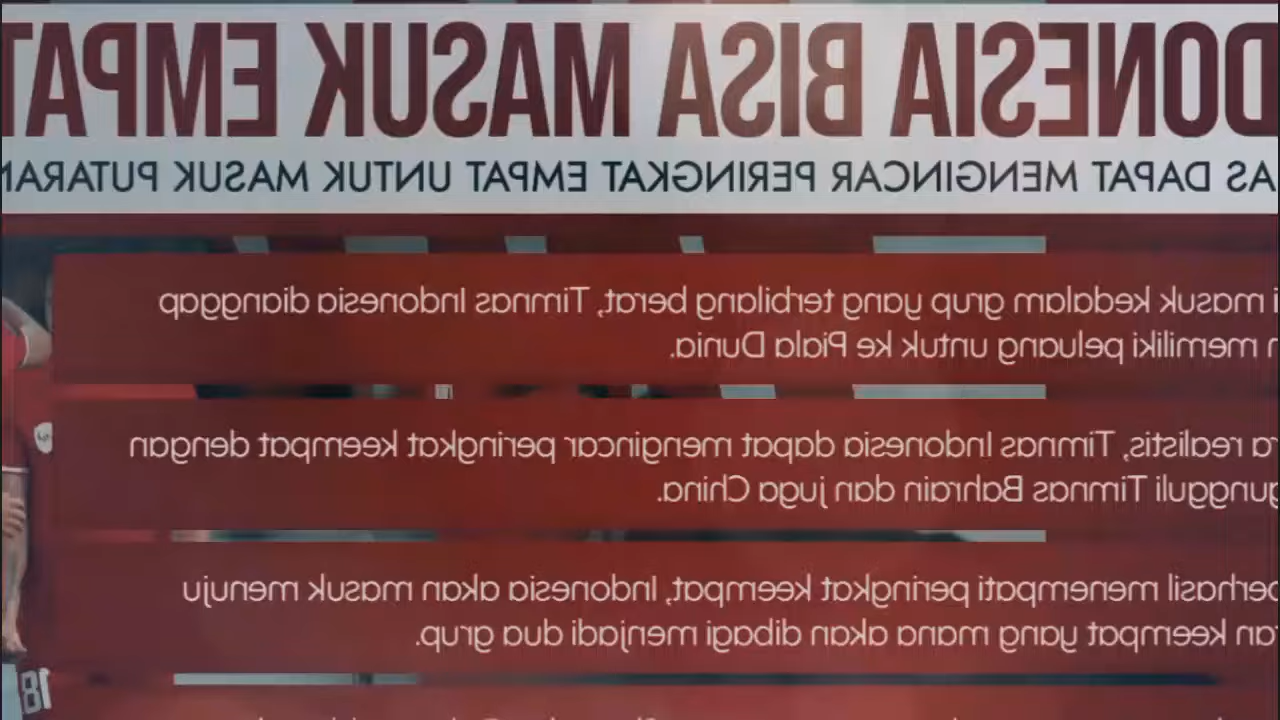 DONESIA BISA MASUK EMPAT
AS DAPAT MENGINCAR PERINGKAT EMPAT UNTUK MASUK PUTARAN
i masuk kedalam grup yang terbilang berat, Timnas Indonesia dianggap
memiliki peluang untuk ke Piala Dunia.
a realistis, Timnas Indonesia dapat mengincar peringkat keempat dengan
gungguli Timnas Bahrain dan juga China.
berhasil menempati peringkat keempat, Indonesia akan masuk menuju
an keempat yang mana akan dibagi menjadi dua grup.
18